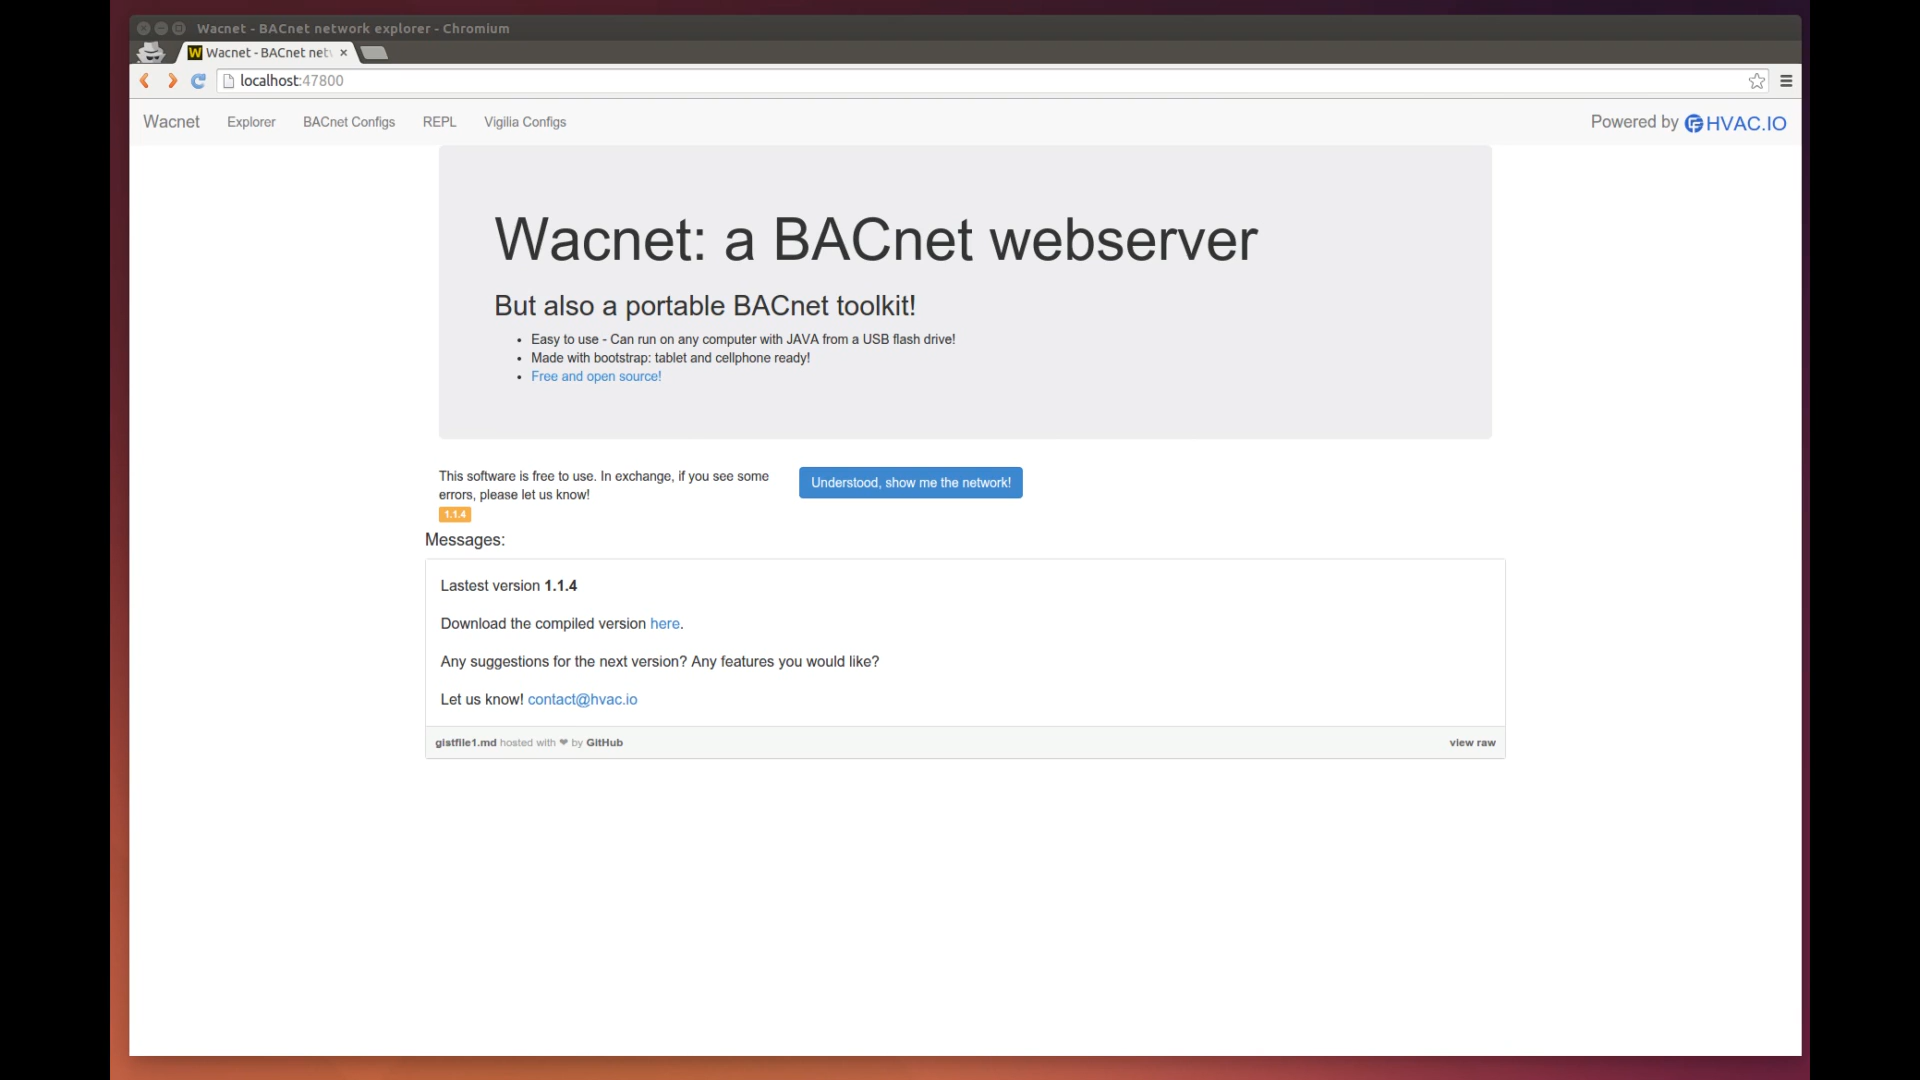 Wacnet - BACnet network explorer - Chromium
W Wacnet - BACnet net
localhost:47800
Wacnet Explorer BACnet Configs REPL Vigilia Configs Powered by HVAC.IO
Wacnet: a BACnet webserver
But also a portable BACnet toolkit!
Easy to use - Can run on any computer with JAVA from a USB flash drive!
Made with bootstrap: tablet and cellphone ready!
Free and open source!
This software is free to use. In exchange, if you see some
errors, please let us know!
Understood, show me the network!
1.1.4
Messages:
Lastest version 1.1.4
Download the compiled version here.
Any suggestions for the next version? Any features you would like?
Let us know! contact@hvac.io
gistfile1.md hosted with ❤ by GitHub view raw